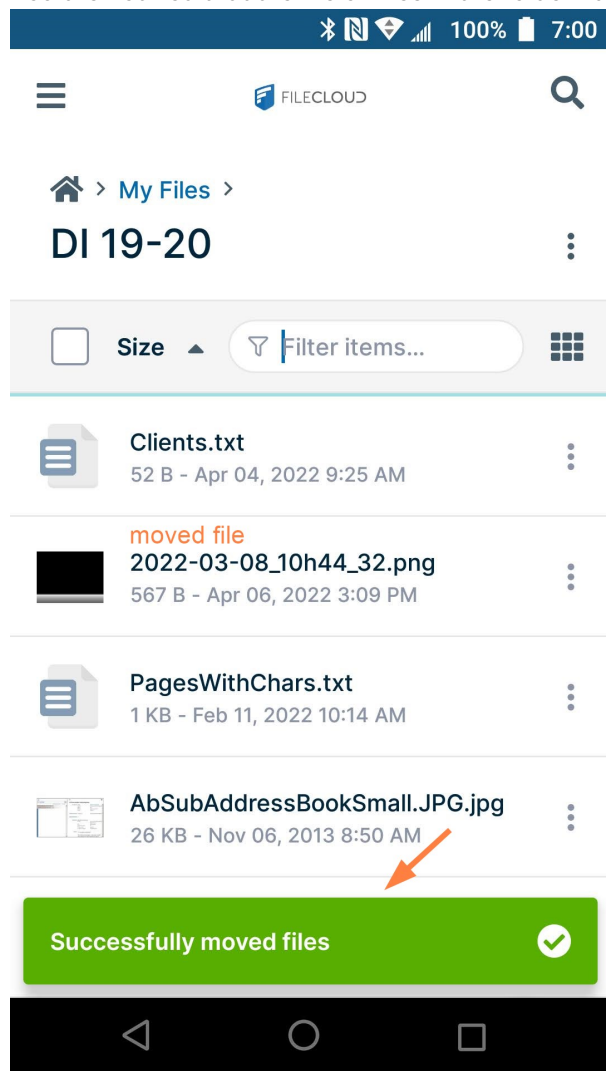 100% 7:00
FILECLOUD
> My Files >
DI 19-20
Size Filter items...
Clients.txt
52 B - Apr 04, 2022 9:25 AM
moved file
2022-03-08_10h44_32.png
567 B - Apr 06, 2022 3:09 PM
PagesWithChars.txt
1 KB - Feb 11, 2022 10:14 AM
AbSubAddressBookSmall.JPG.jpg
26 KB - Nov 06, 2013 8:50 AM
Successfully moved files